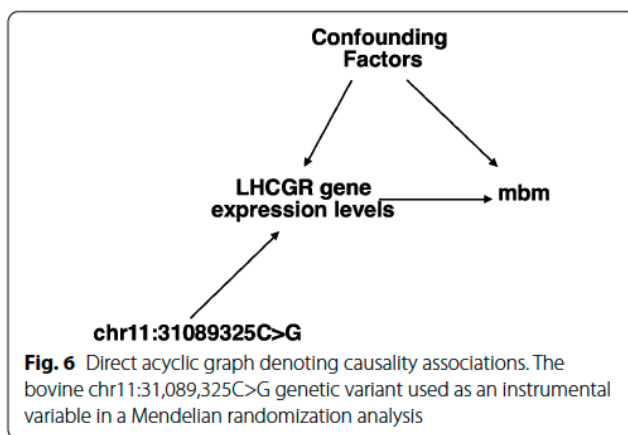 Confounding
Factors
LHCGR gene
expression levels
mbm
chr11:31089325C>G
Fig. 6 Direct acyclic graph denoting causality associations. The
bovine chr11:31,089,325C>G genetic variant used as an instrumental
variable in a Mendelian randomization analysis